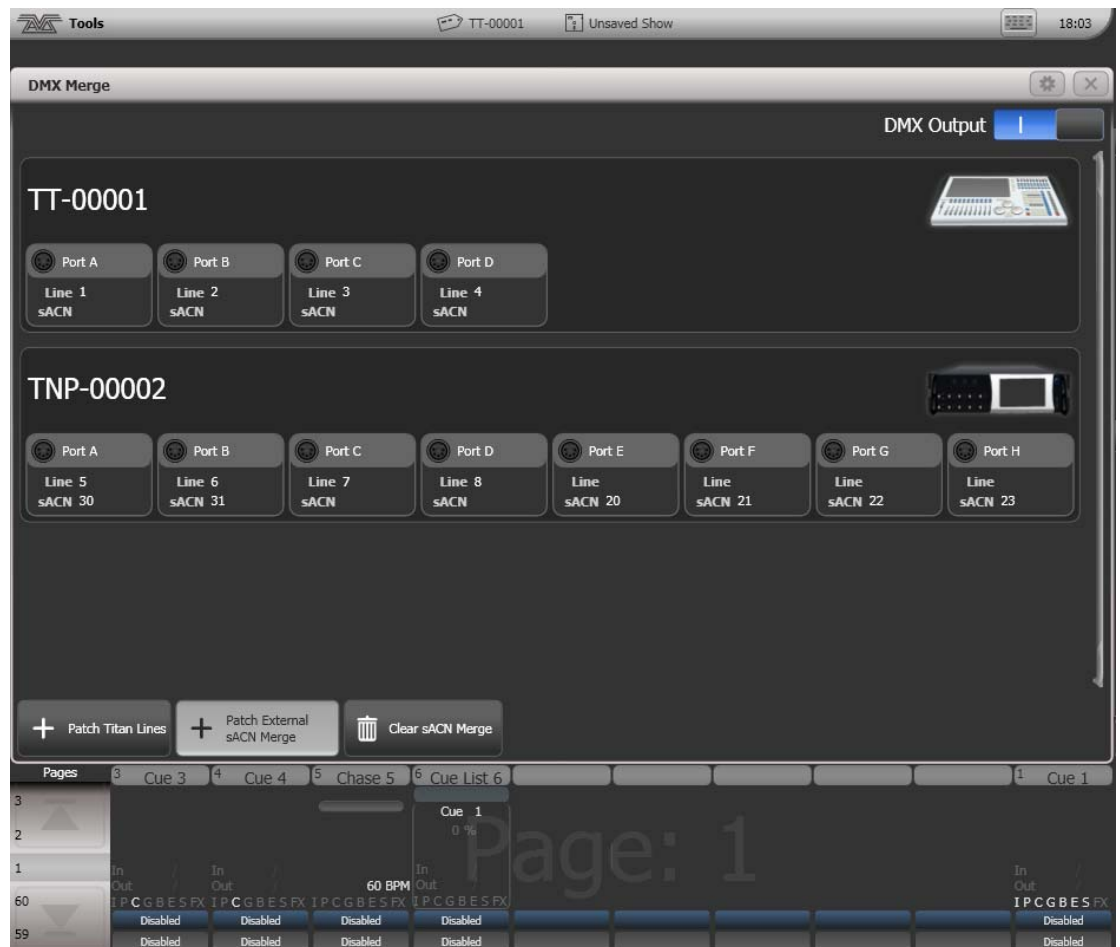 Tools TT-00001 Unsaved Show 18:03
DMX Merge
DMX Output I
TT-00001
Port A Port B Port C Port D
Line 1 Line 2 Line 3 Line 4
sACN sACN sACN sACN
TNP-00002
Port A Port B Port C Port D Port E Port F Port G Port H
Line 5 Line 6 Line 7 Line 8 Line Line Line Line
sACN 30 sACN 31 sACN sACN sACN 20 sACN 21 sACN 22 sACN 23
Patch Titan Lines
Patch External
sACN Merge
Clear sACN Merge
Pages 3 Cue 3 4 Cue 4 5 Chase 5 6 Cue List 6 1 Cue 1
3
Cue 1
2 0 %
Page: 1
1 In / In / In / In /
Out / Out / 60 BPM Out / Out /
60 I P C G B E S FX I P C G B E S FX I P C G B E S FX I P C G B E S FX I P C G B E S FX
Disabled Disabled Disabled Disabled Disabled
59 Disabled Disabled Disabled Disabled Disabled